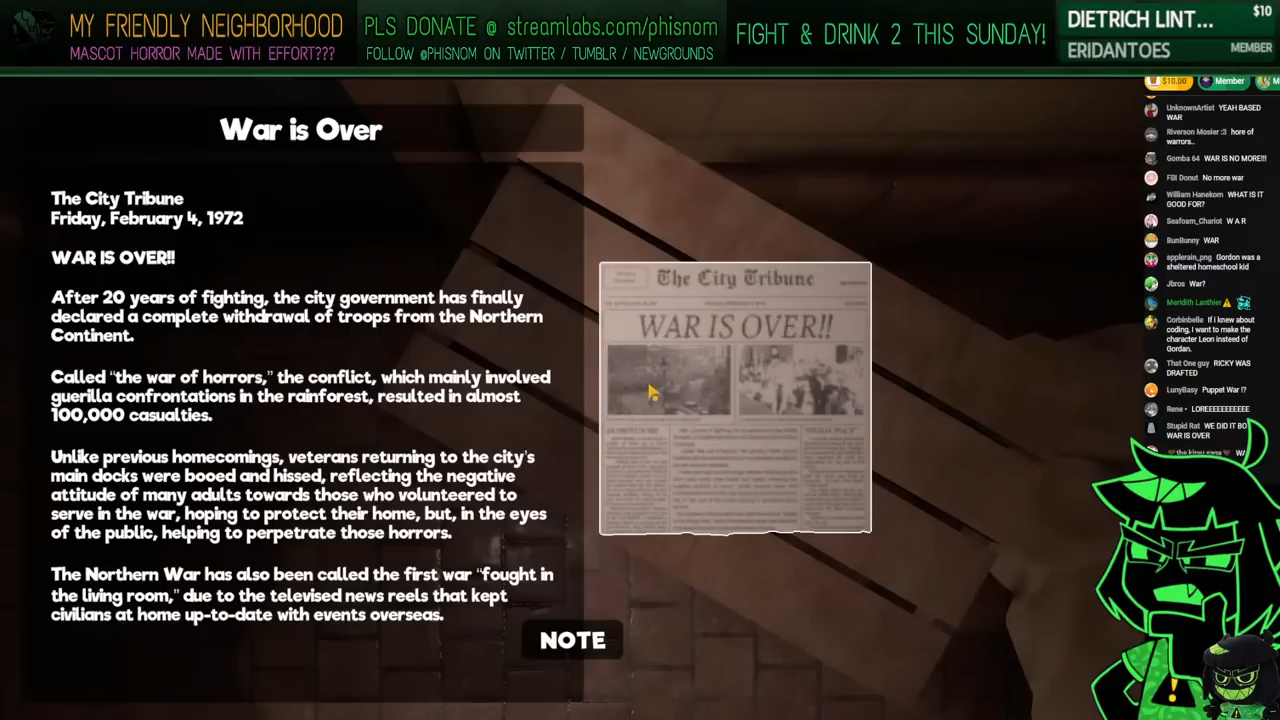 MY FRIENDLY NEIGHBORHOOD
MASCOT HORROR MADE WITH EFFORT???
PLS DONATE @ streamlabs.com/phisnom
FOLLOW @PHISNOM ON TWITTER / TUMBLR / NEWGROUNDS
FIGHT & DRINK 2 THIS SUNDAY!
DIETRICH LINT... $10
ERIDANTOES MEMBER
$10.00 Member M
War is Over
The City Tribune
Friday, February 4, 1972
WAR IS OVER!!
After 20 years of fighting, the city government has finally
declared a complete withdrawal of troops from the Northern
Continent.
Called “the war of horrors,” the conflict, which mainly involved
guerilla confrontations in the rainforest, resulted in almost
100,000 casualties.
Unlike previous homecomings, veterans returning to the city's
main docks were booed and hissed, reflecting the negative
attitude of many adults towards those who volunteered to
serve in the war, hoping to protect their home, but, in the eyes
of the public, helping to perpetrate those horrors.
The Northern War has also been called the first war “fought in
the living room,” due to the televised news reels that kept
civilians at home up-to-date with events overseas.
NOTE
The City Tribune
WAR IS OVER!!
UnknownArtist YEAH BASED
WAR
Riverson Mosier :3 hore of
warrors..
Gomba 64 WAR IS NO MORE!!!
FBI Donut No more war
William Hanekom WHAT IS IT
GOOD FOR?
Seafoam_Chariot W A R
BunBunny WAR
applerain_png Gordon was a
sheltered homeschool kid
Jbros War?
Meridith Lanthier
Corbinbelle If I knew about
coding, I want to make the
character Leon instead of
Gordan.
That One guy RICKY WAS
DRAFTED
LunyBasy Puppet War !?
Rene • LOREEEEEEEEEE
Stupid Rat WE DID IT BO
WAR IS OVER